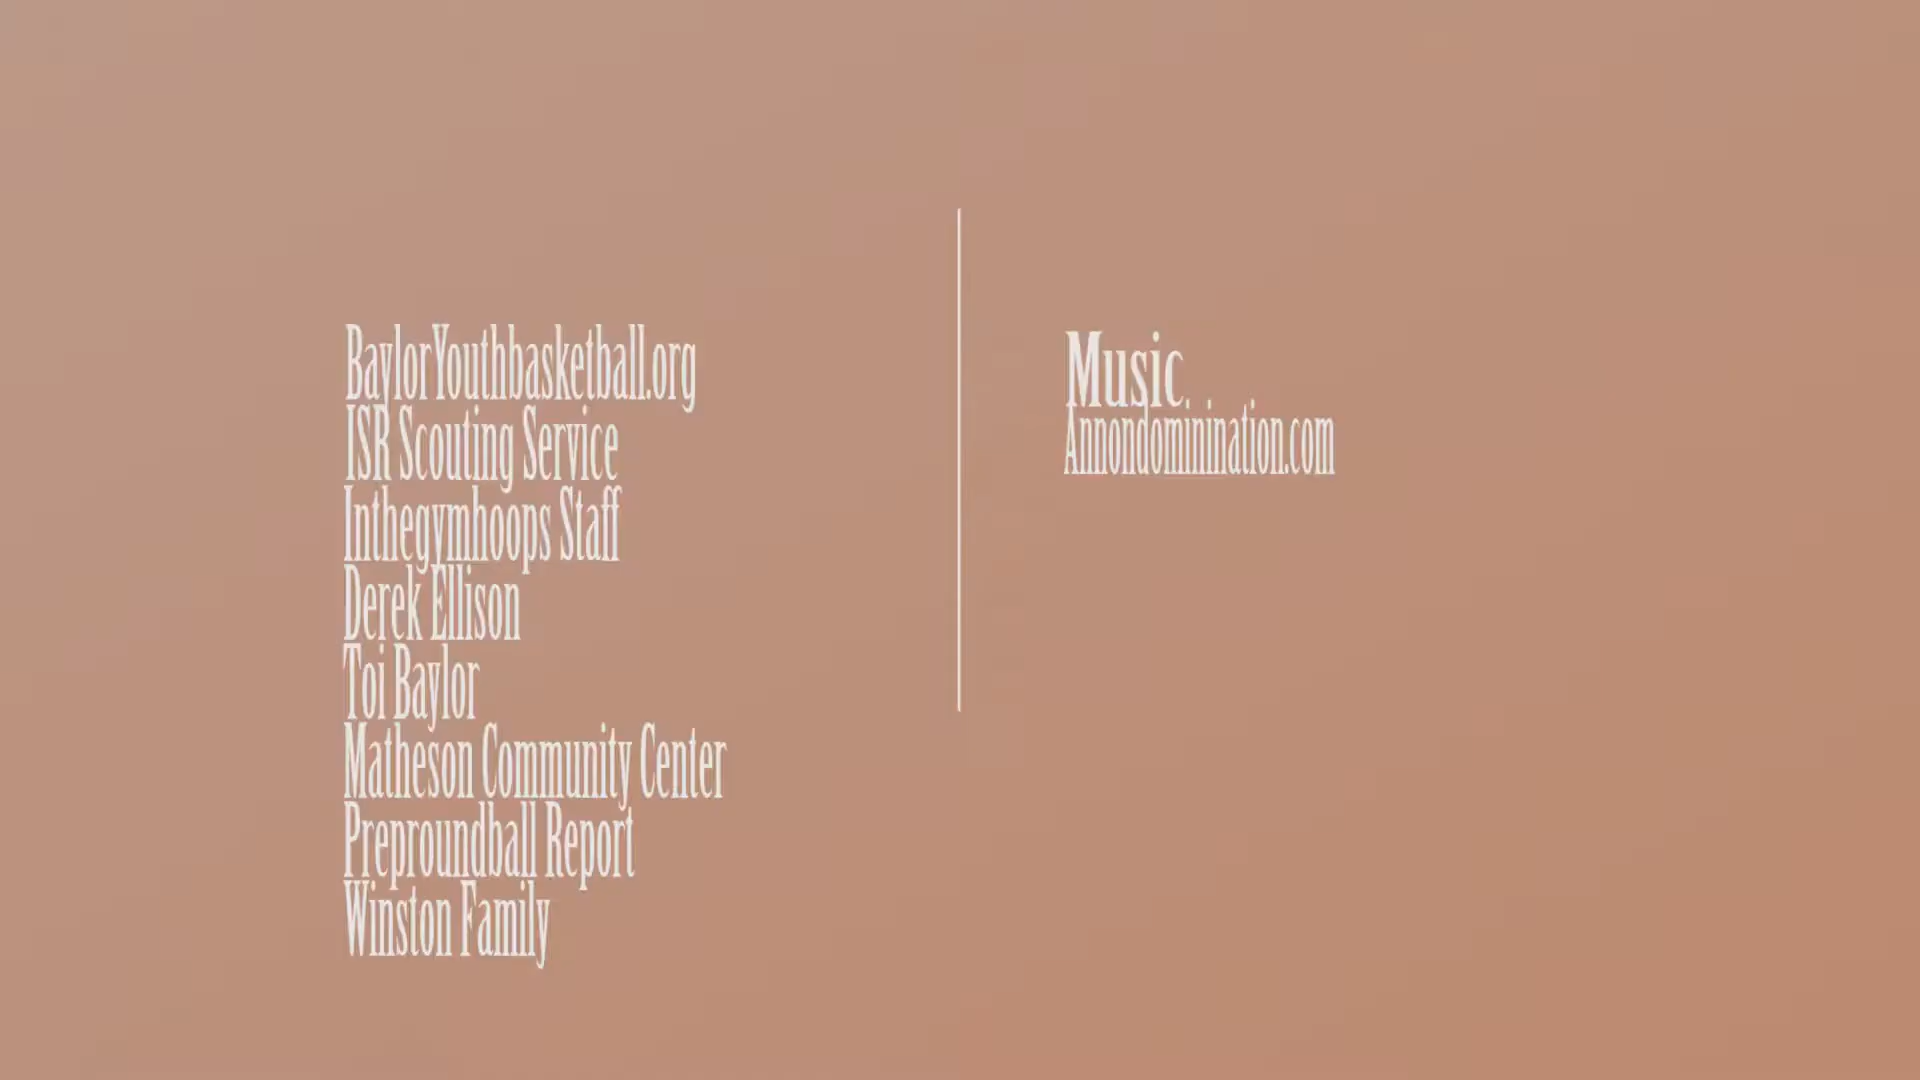 BaylorYouthbasketball.org
ISR Scouting Service
Inthegymhoops Staff
Derek Ellison
Toi Baylor
Matheson Community Center
Preproundball Report
Winston Family
Music
Annondominination.com